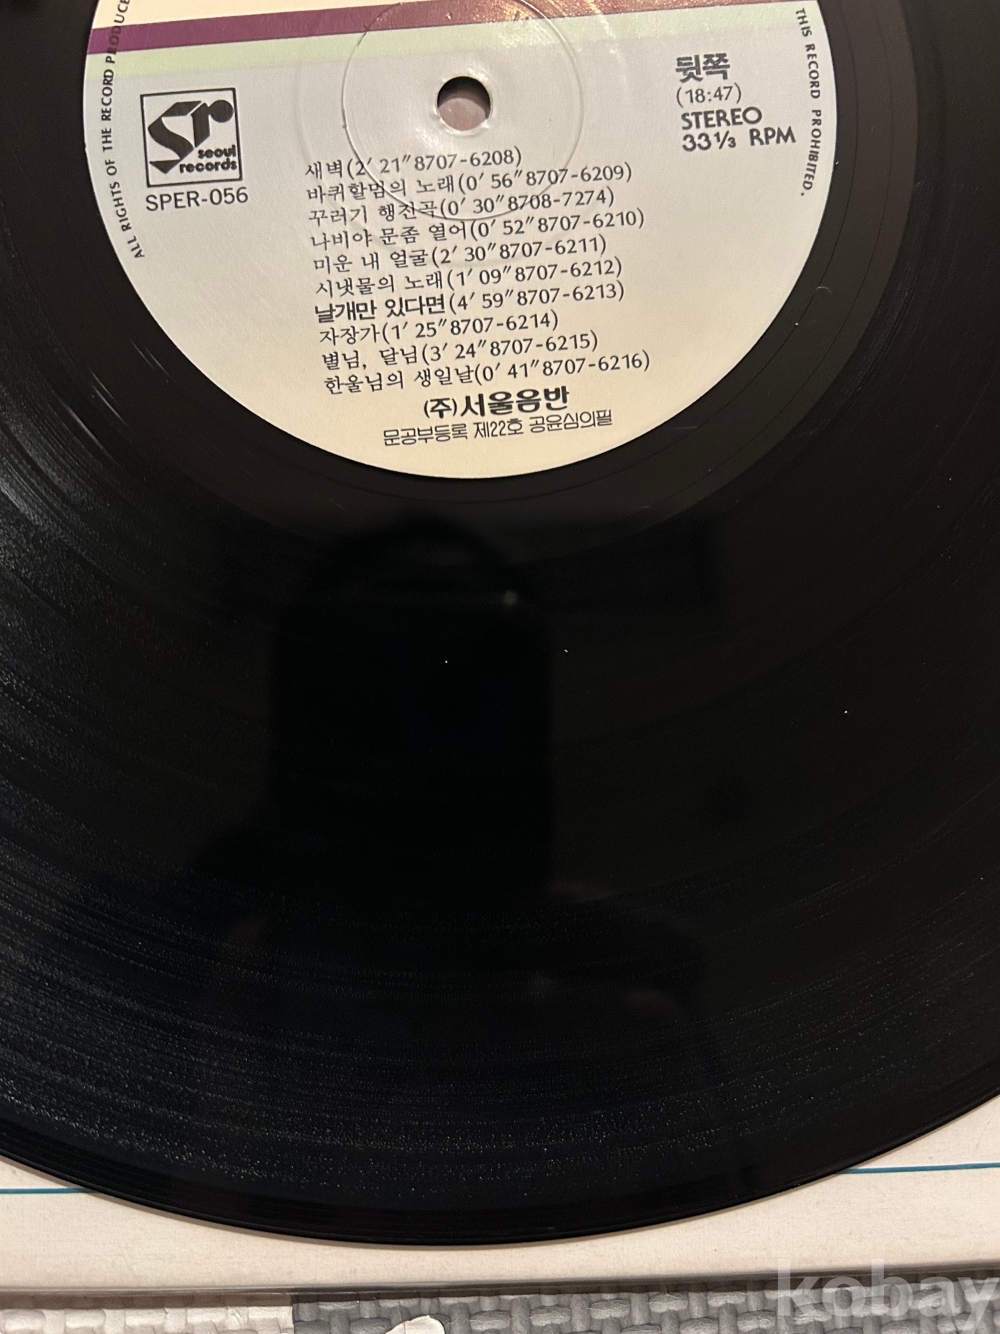 ALL RIGHTS OF THE RECORD PRODUCE
THIS RECORD PROHIBITED.
Sr
seoul
records
SPER-056
뒷쪽
(18:47)
STEREO
33⅓ RPM
새벽(2′ 21″8707-6208)
바퀴할멈의 노래(0′ 56″8707-6209)
꾸러기 행진곡(0′ 30″8708-7274)
나비야 문좀 열어(0′ 52″8707-6210)
미운 내 얼굴(2′ 30″8707-6211)
시냇물의 노래(1′ 09″8707-6212)
날개만 있다면(4′ 59″8707-6213)
자장가(1′ 25″8707-6214)
별님, 달님(3′ 24″8707-6215)
한울님의 생일날(0′ 41″8707-6216)
(주)서울음반
문공부등록 제22호 공윤심의필
kobay